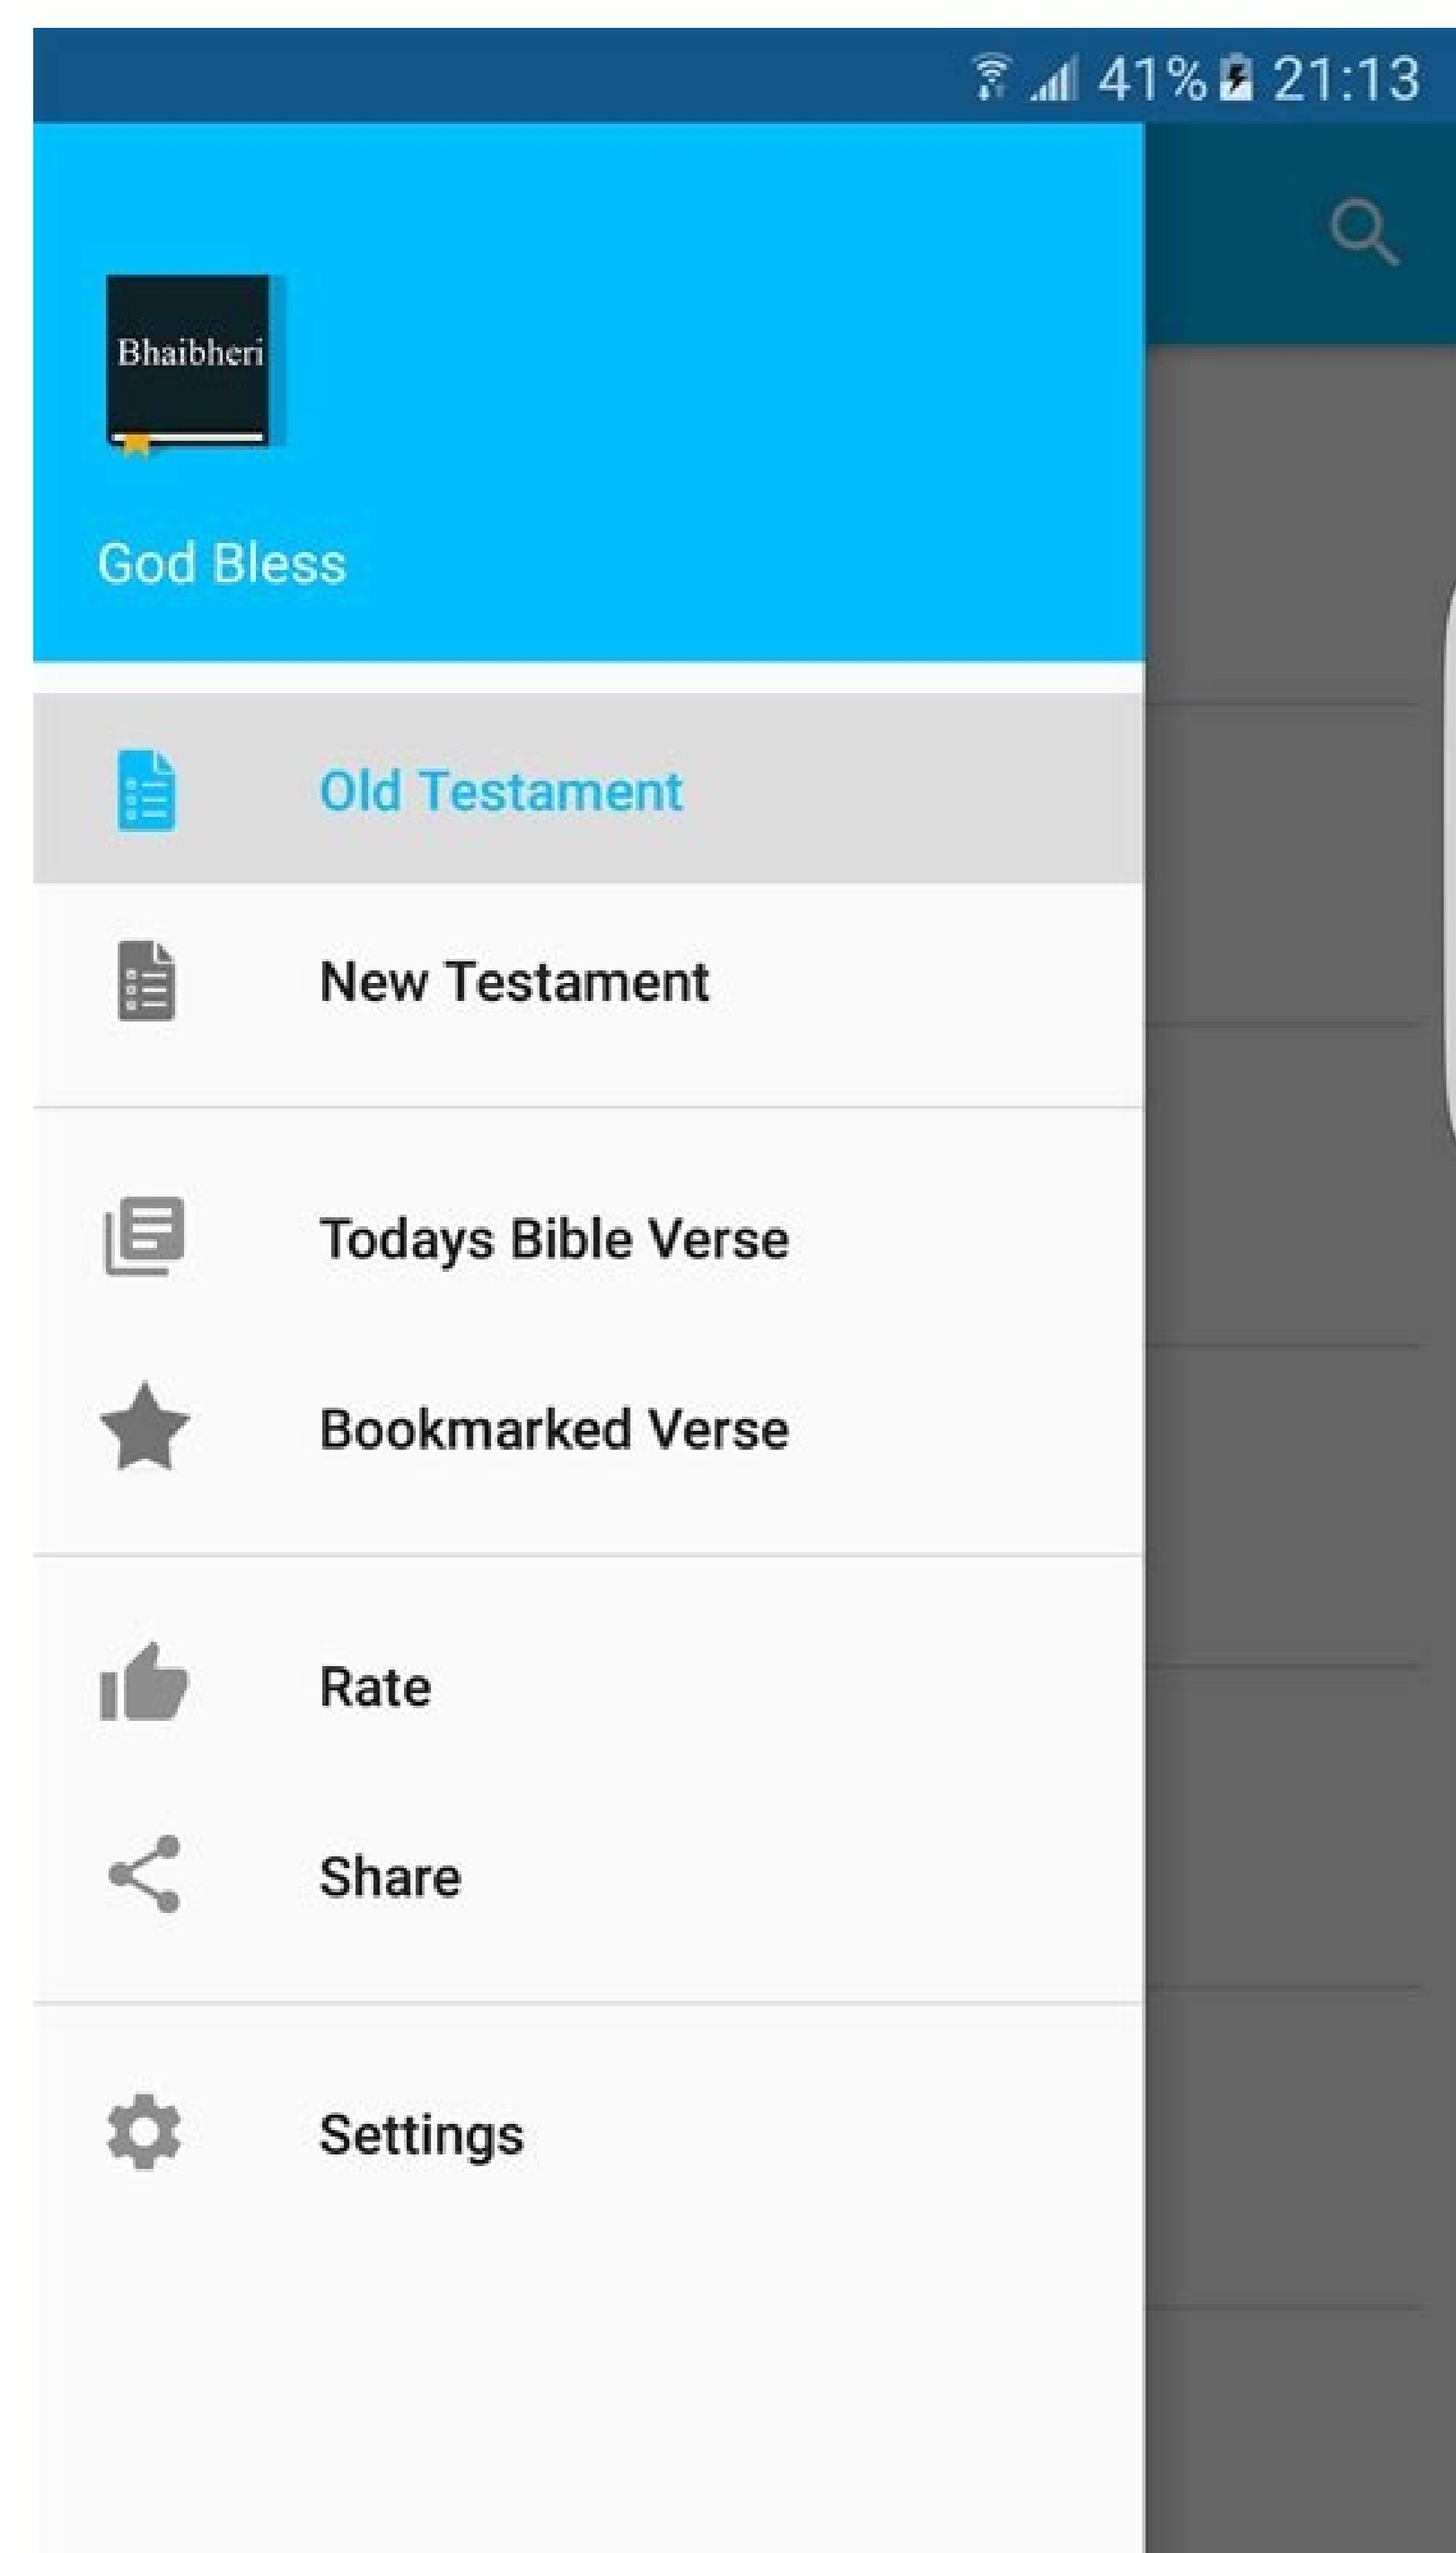 41% 21:13
Bhaibheri
God Bless
Old Testament
New Testament
Todays Bible Verse
Bookmarked Verse
Rate
Share
Settings